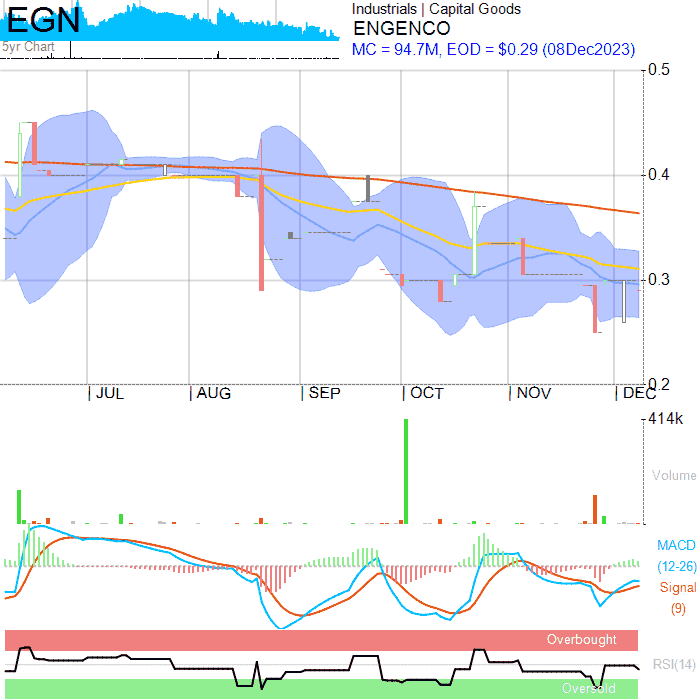 EGN
5yr Chart
Industrials | Capital Goods
ENGENCO
MC = 94.7M, EOD = $0.29 (08Dec2023)
0.5
0.4
0.3
0.2
JUL
AUG
SEP
OCT
NOV
DEC
414k
Volume
MACD
(12-26)
Signal
(9)
Overbought
RSI(14)
Oversold